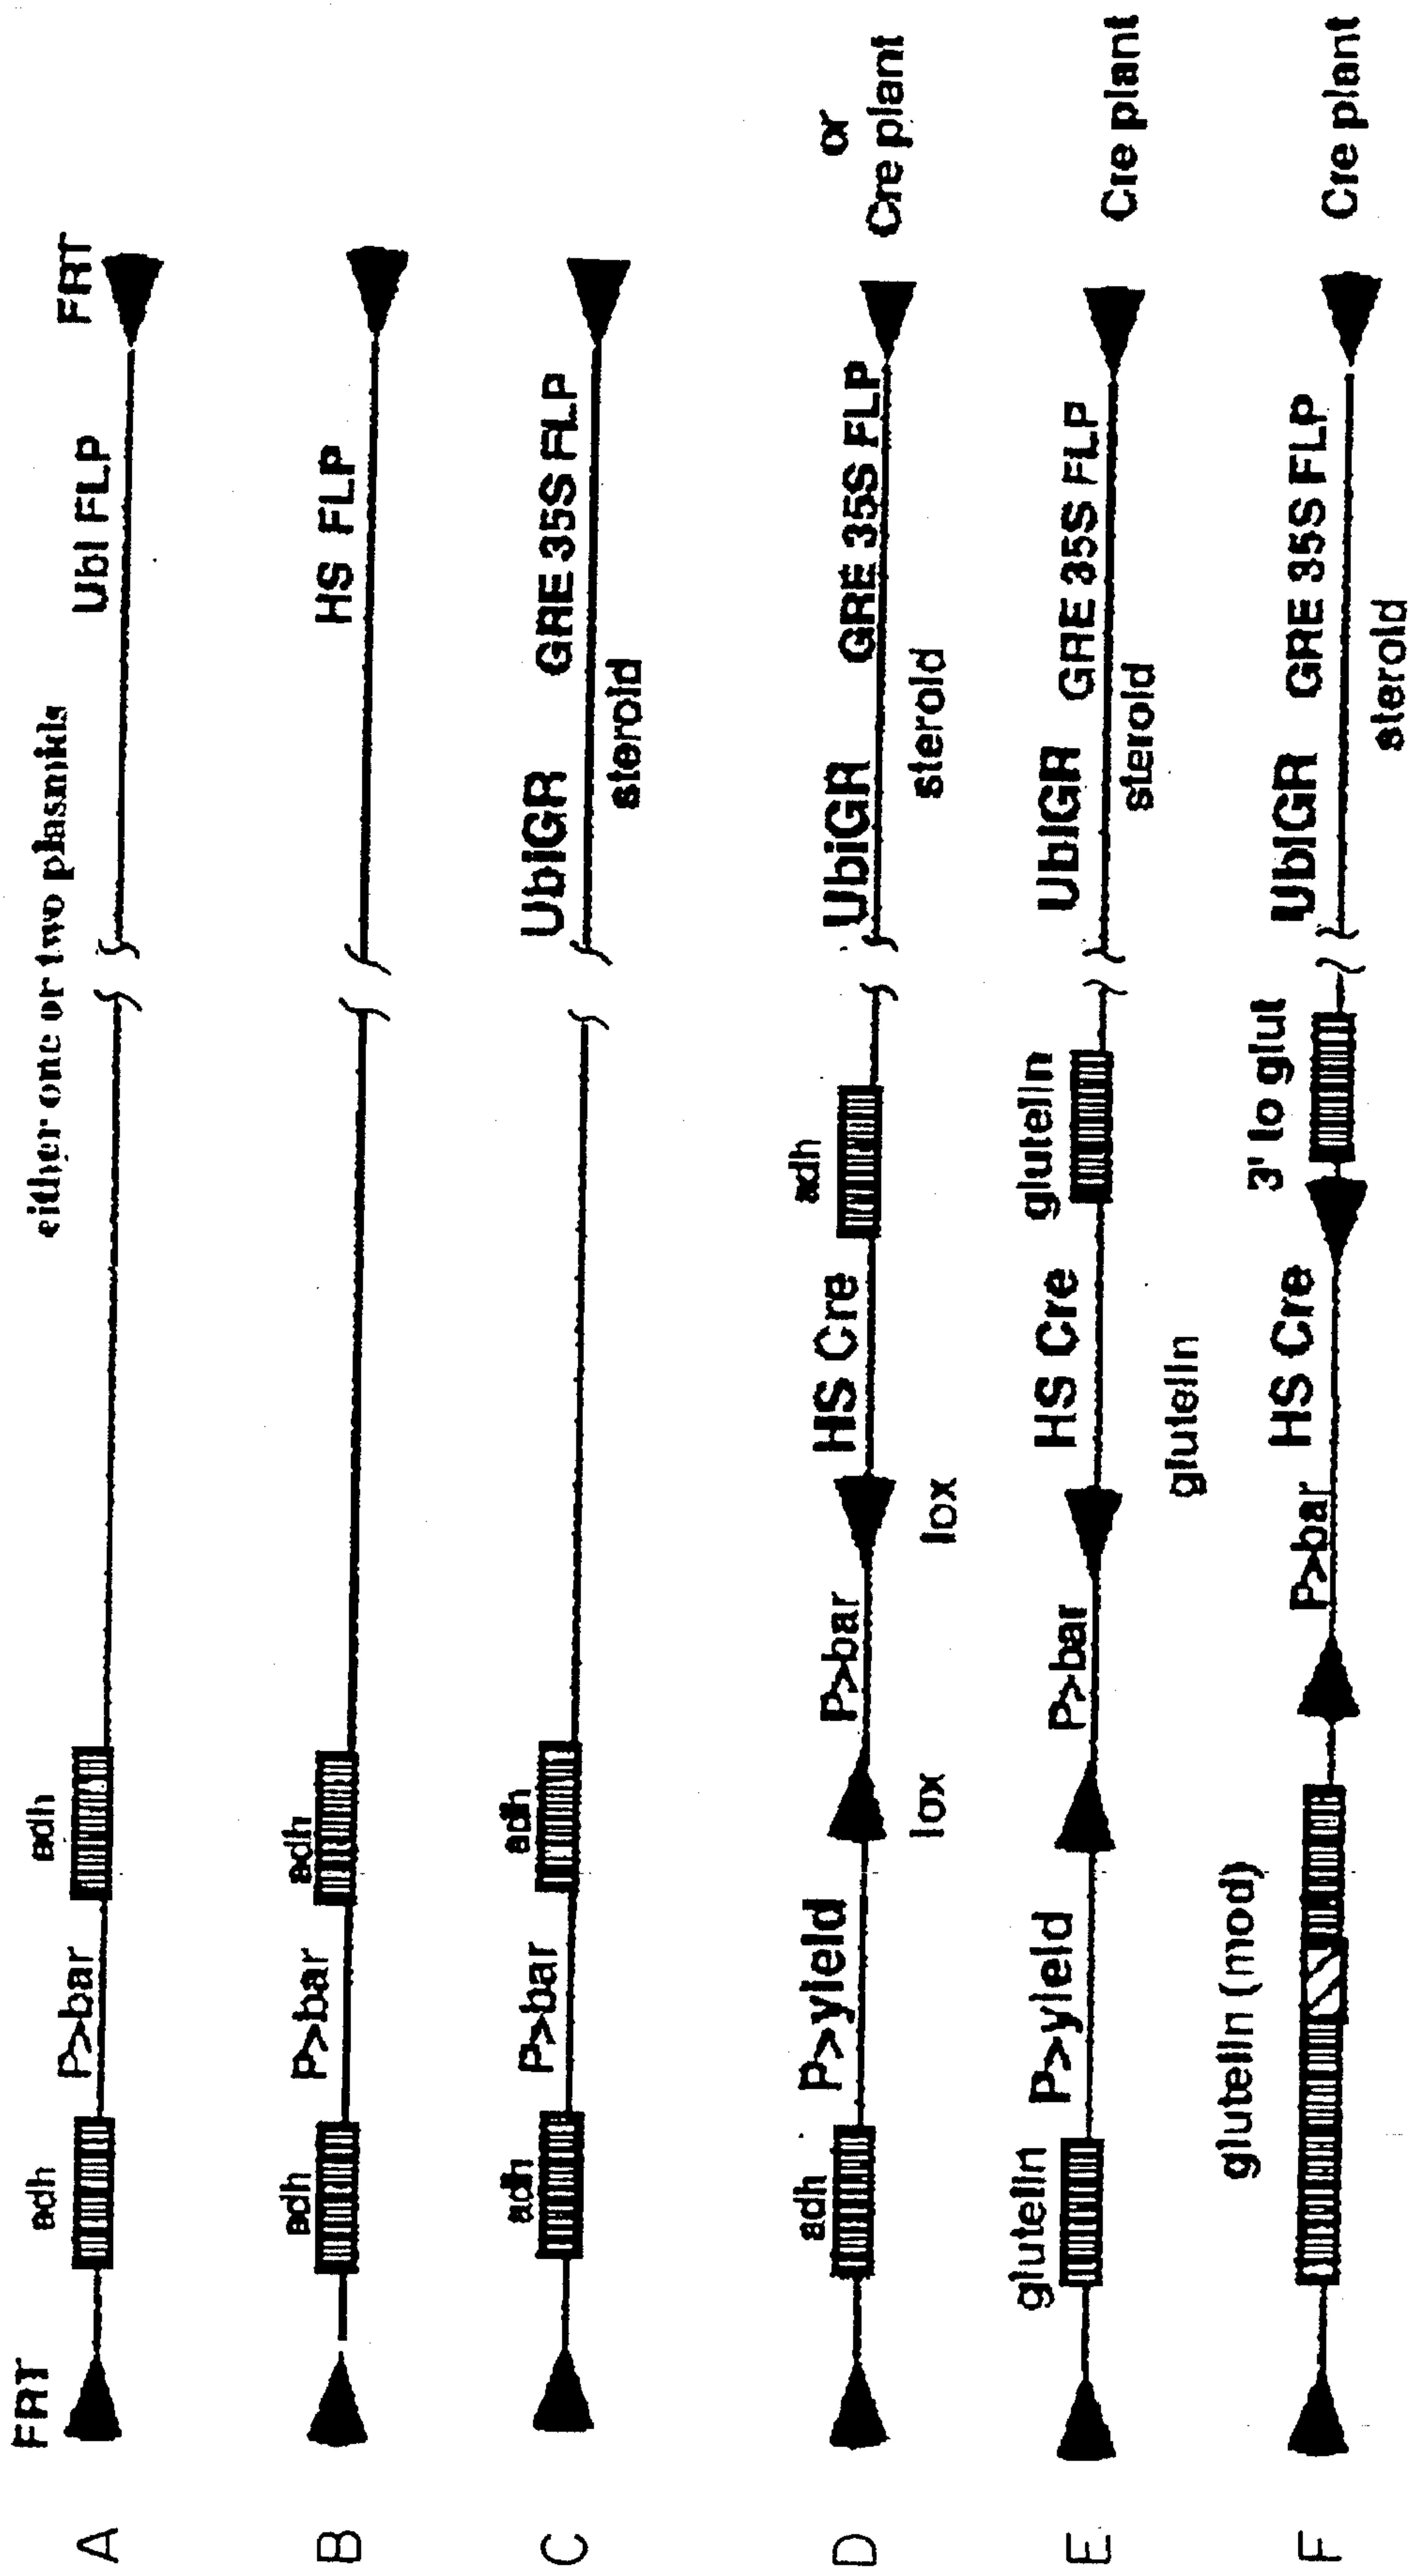 either one or two plasmids
FRT adh P>bar adh Ubi FLP FRT
A
adh P>bar adh HS FLP
B
adh P>bar adh UbiGR GRE 35S FLP
C
steroid
or
adh P>yield P>bar HS Cre adh UbiGR GRE 35S FLP Cre plant
D
lox lox steroid
glutelin P>yield P>bar HS Cre glutelin UbiGR GRE 35S FLP Cre plant
E
steroid
glutelin
glutelin (mod) P>bar HS Cre 3' to glut UbiGR GRE 35S FLP Cre plant
F
steroid